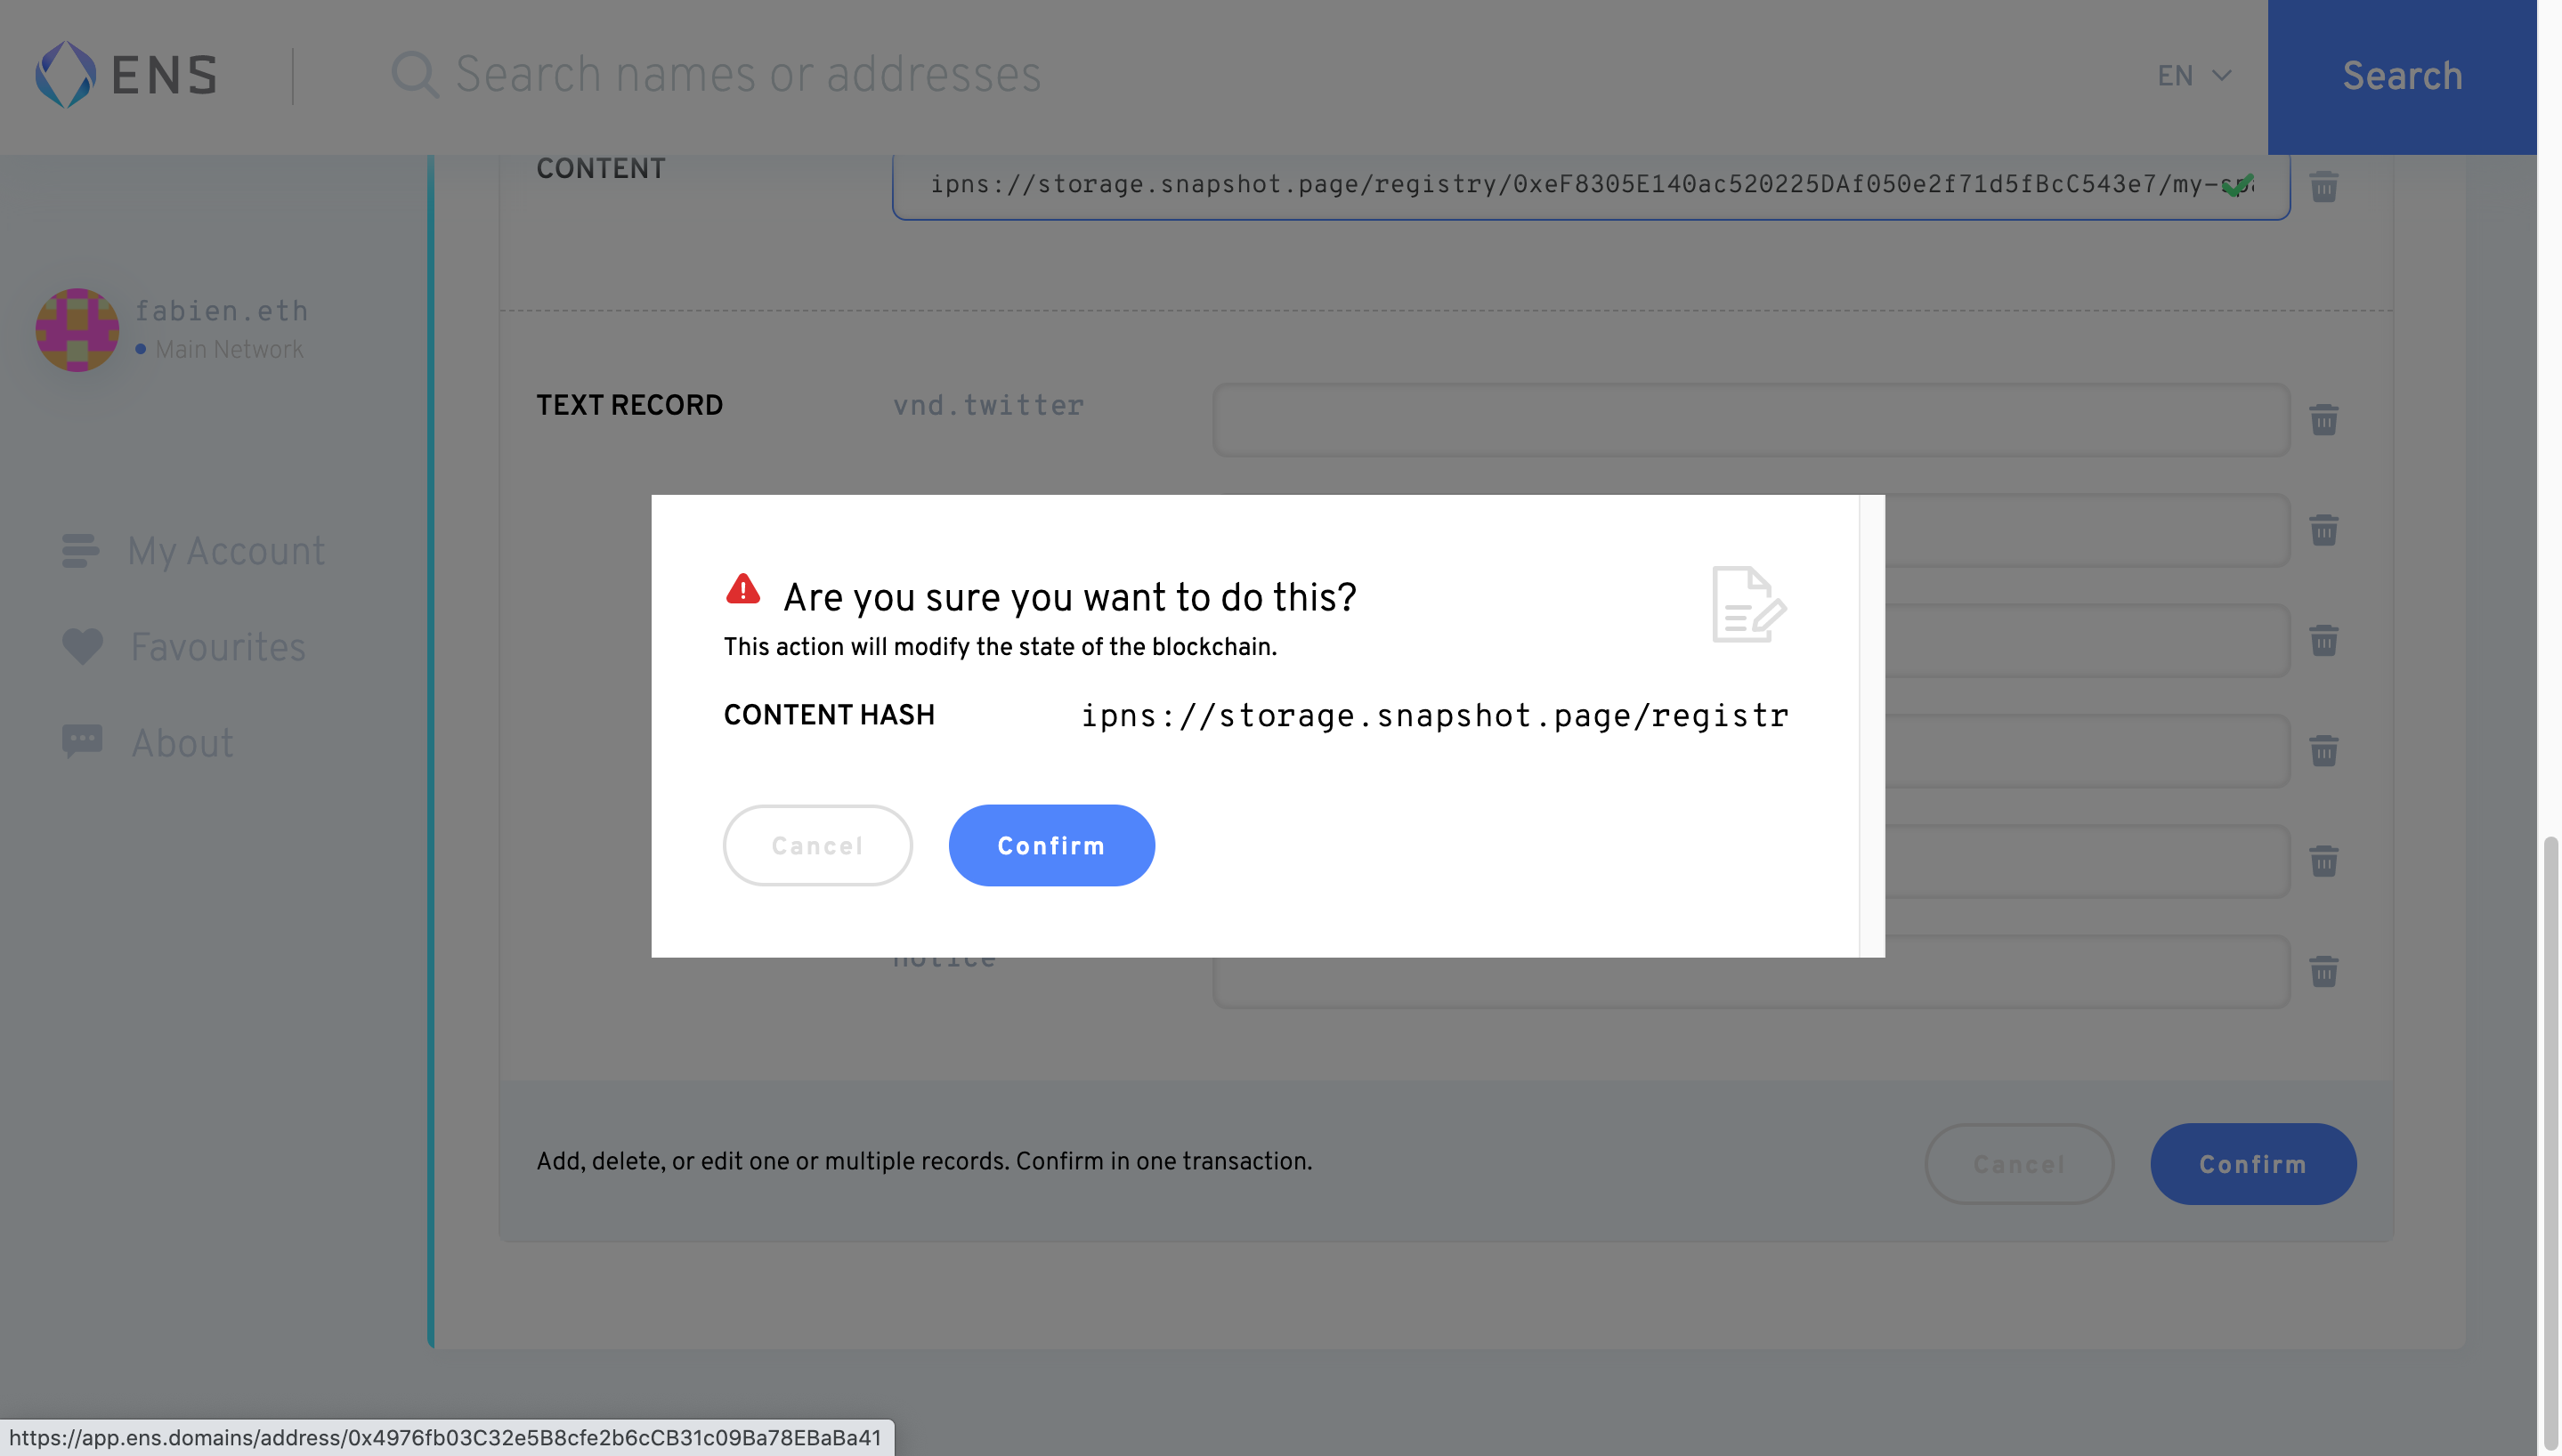 ENS
Search names or addresses
EN
Search
CONTENT
ipns://storage.snapshot.page/registry/0xeF8305E140ac520225DAf050e2f71d5fBcC543e7/my-spa
fabien.eth
Main Network
TEXT RECORD
vnd.twitter
My Account
Favourites
About
Are you sure you want to do this?
This action will modify the state of the blockchain.
CONTENT HASH
ipns://storage.snapshot.page/registr
Cancel
Confirm
notice
Add, delete, or edit one or multiple records. Confirm in one transaction.
Cancel
Confirm
https://app.ens.domains/address/0x4976fb03C32e5B8cfe2b6cCB31c09Ba78EBaBa41